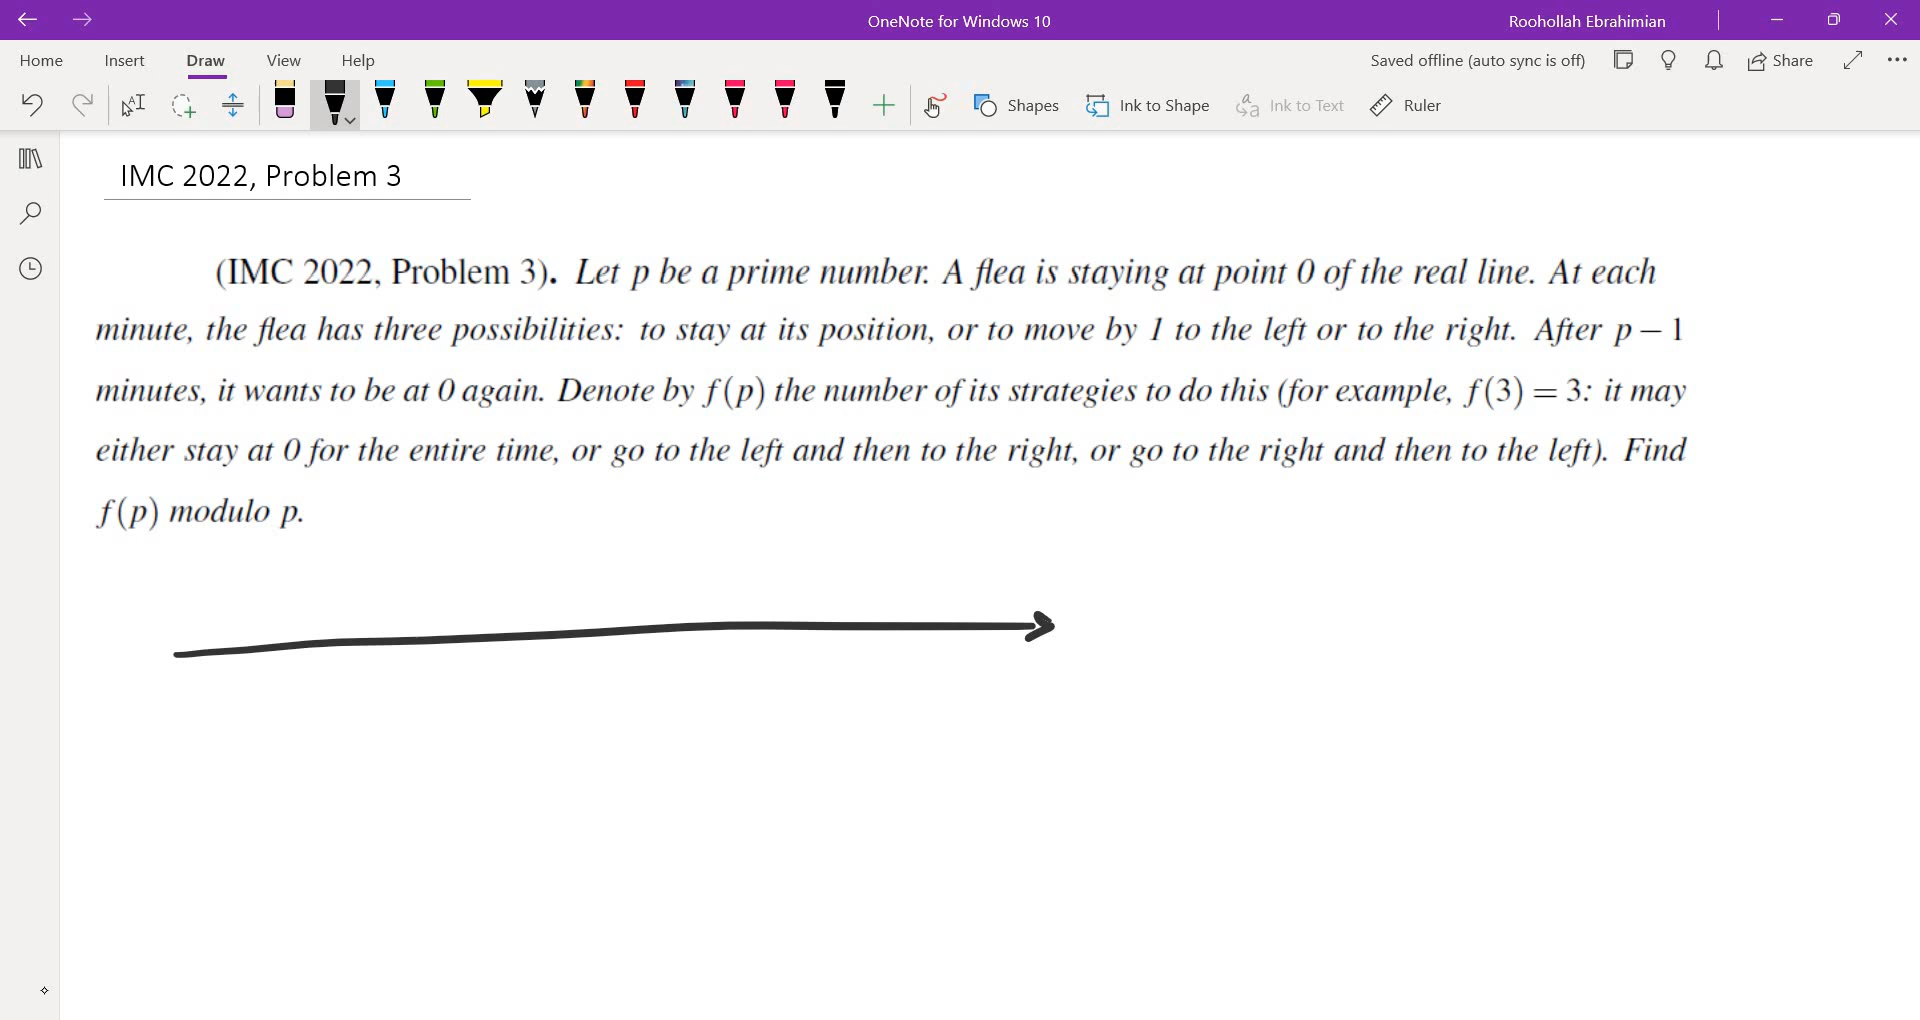 OneNote for Windows 10
Roohollah Ebrahimian
Home Insert Draw View Help
Saved offline (auto sync is off) Share
Shapes Ink to Shape Ink to Text Ruler
IMC 2022, Problem 3
(IMC 2022, Problem 3). Let p be a prime number. A flea is staying at point 0 of the real line. At each
minute, the flea has three possibilities: to stay at its position, or to move by 1 to the left or to the right. After p − 1
minutes, it wants to be at 0 again. Denote by f(p) the number of its strategies to do this (for example, f(3) = 3: it may
either stay at 0 for the entire time, or go to the left and then to the right, or go to the right and then to the left). Find
f(p) modulo p.